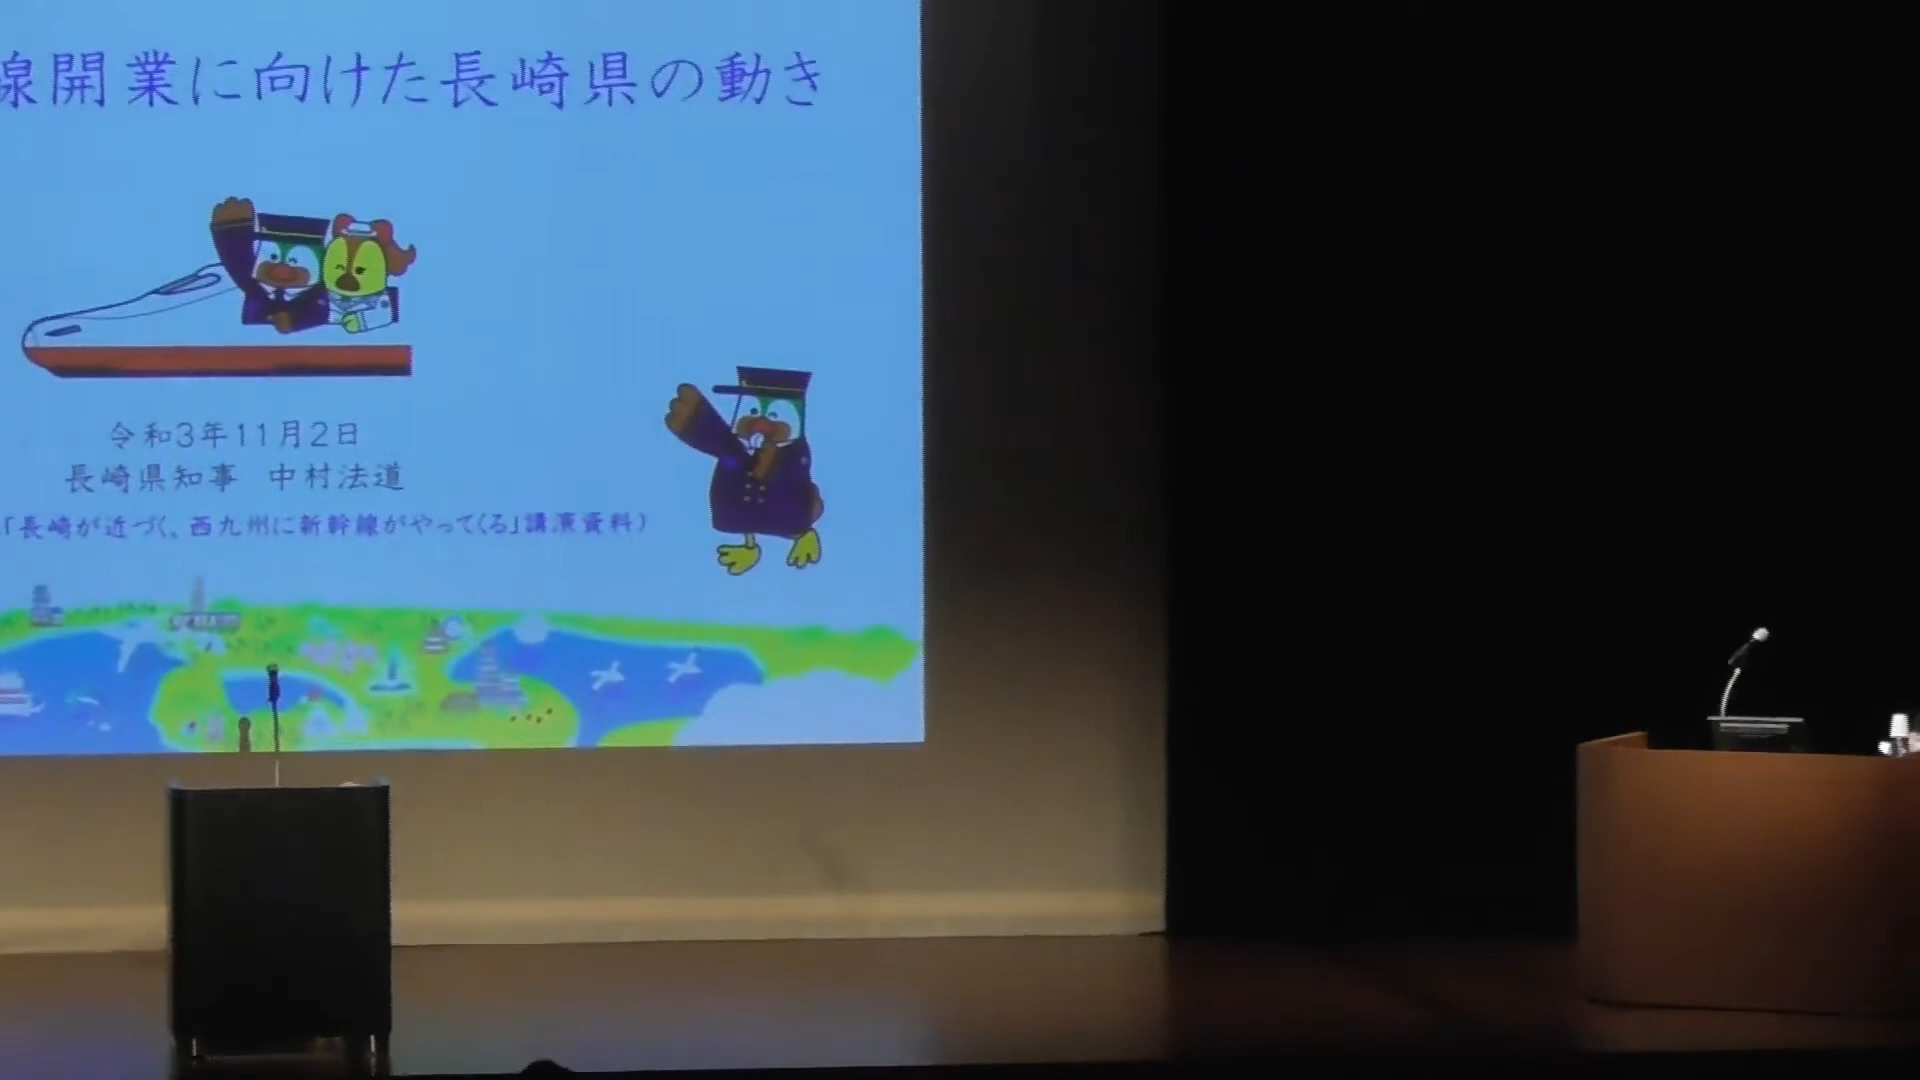 線開業に向けた長崎県の動き
令和3年11月2日
長崎県知事 中村法道
「長崎が近づく、西九州に新幹線がやってくる」講演資料）